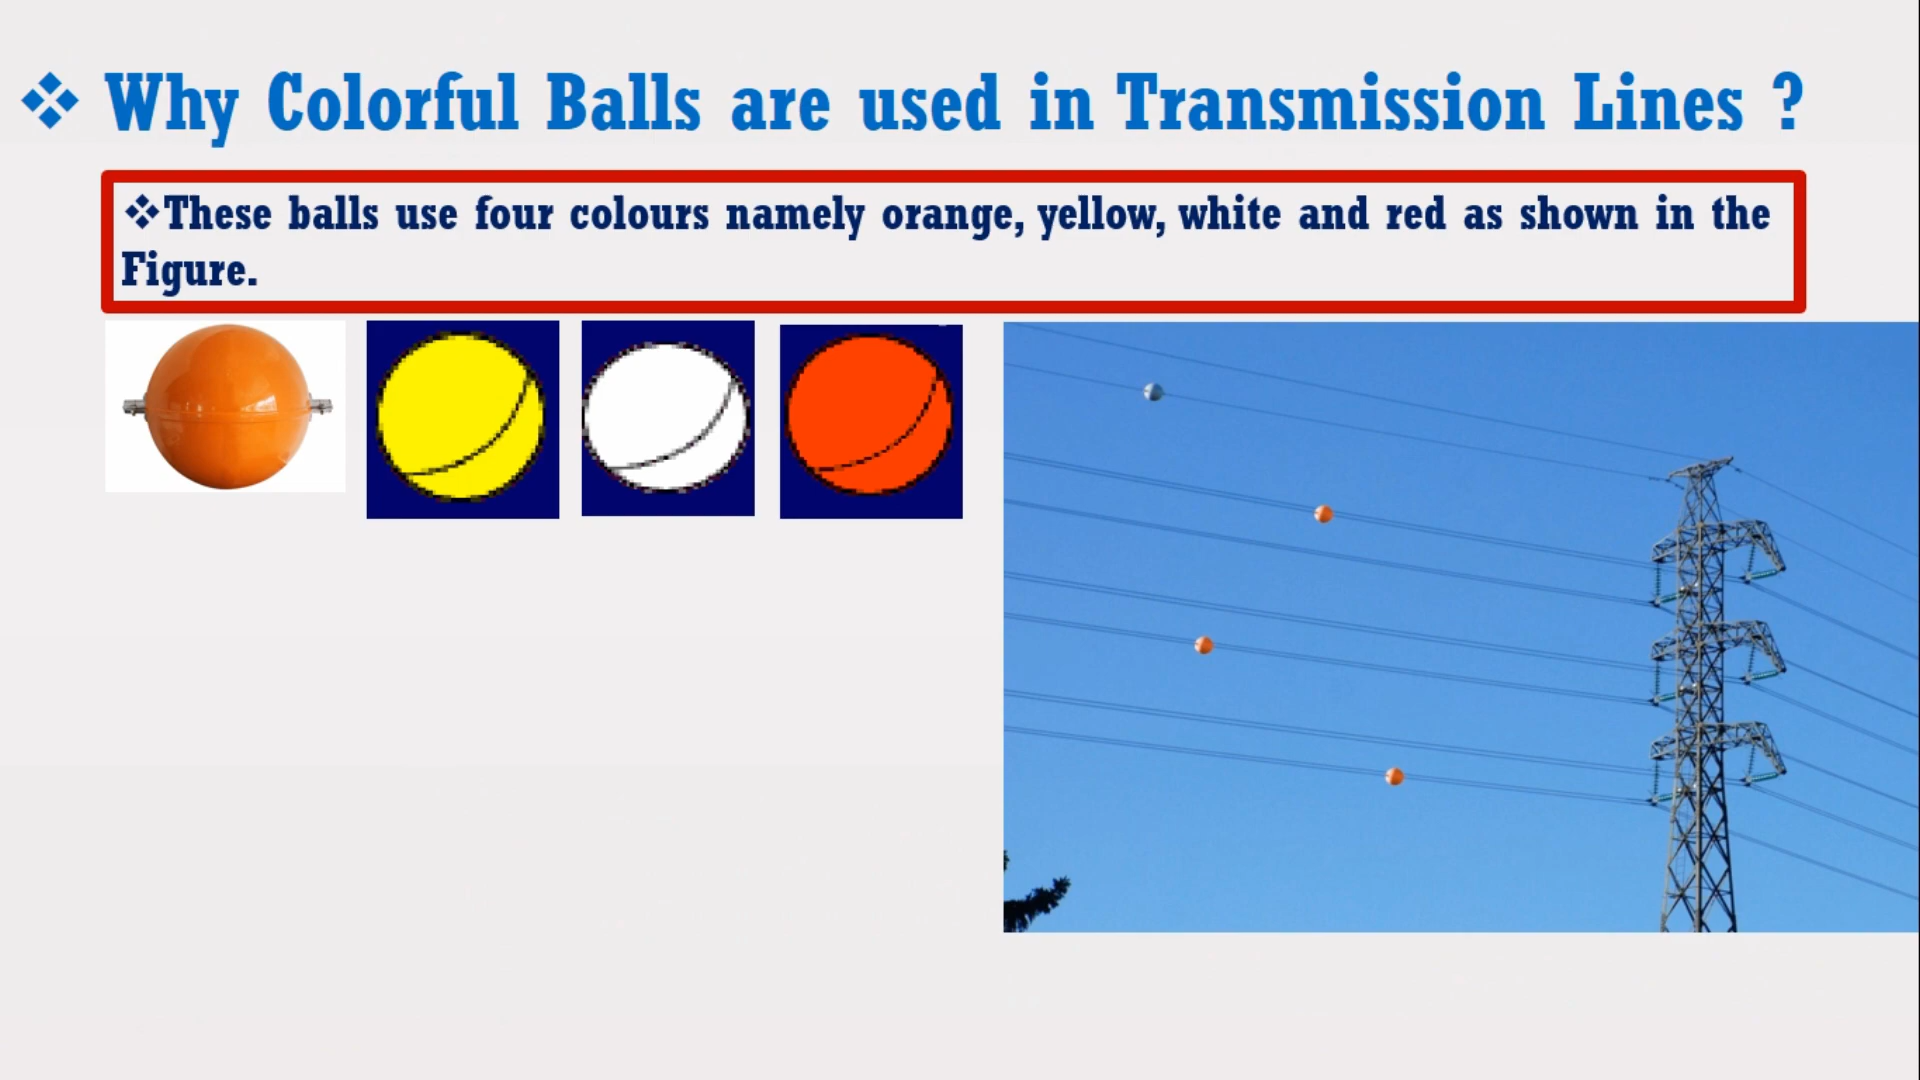 ❖ Why Colorful Balls are used in Transmission Lines ?
❖These balls use four colours namely orange, yellow, white and red as shown in the
Figure.